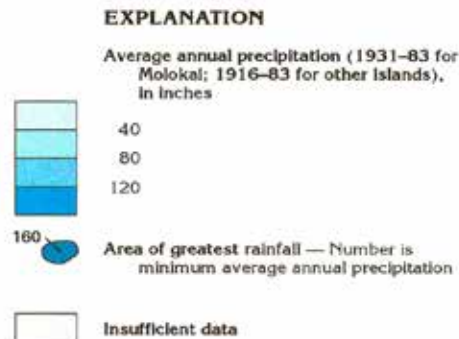 EXPLANATION
Average annual precipitation (1931–83 for
Molokai; 1916–83 for other islands),
in inches
40
80
120
160
Area of greatest rainfall — Number is
minimum average annual precipitation
Insufficient data